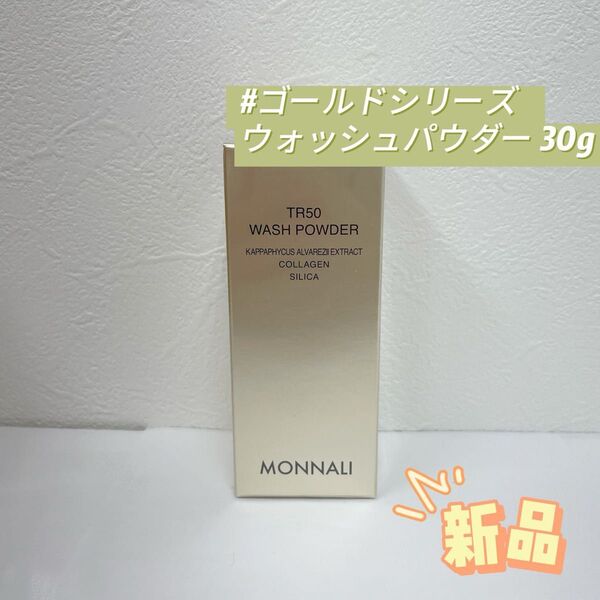 #ゴールドシリーズ
ウォッシュパウダー 30g
TR50
WASH POWDER
KAPPAPHYCUS ALVAREZII EXTRACT
COLLAGEN
SILICA
MONNALI
新品